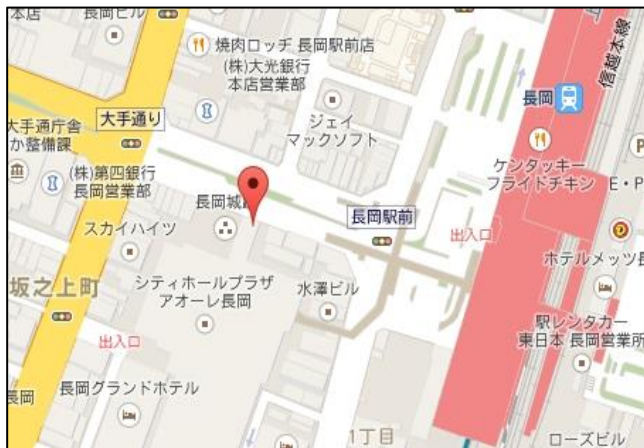 本店
長岡ビル
焼肉ロッヂ 長岡駅前店
(株)大光銀行
本店営業部
信越本線
長岡
大手通り
大手通庁舎
か整備課
ジェイ
マックソフト
ケンタッキー
フライドチキン
(株)第四銀行
長岡営業部
E・P
P
スカイハイツ
長岡城
長岡駅前
出入口
ホテルメッツ長
坂之上町
シティホールプラザ
アオーレ長岡
水澤ビル
駅レンタカー
東日本 長岡営業所
出入口
長岡
長岡グランドホテル
1丁目
ローズビル